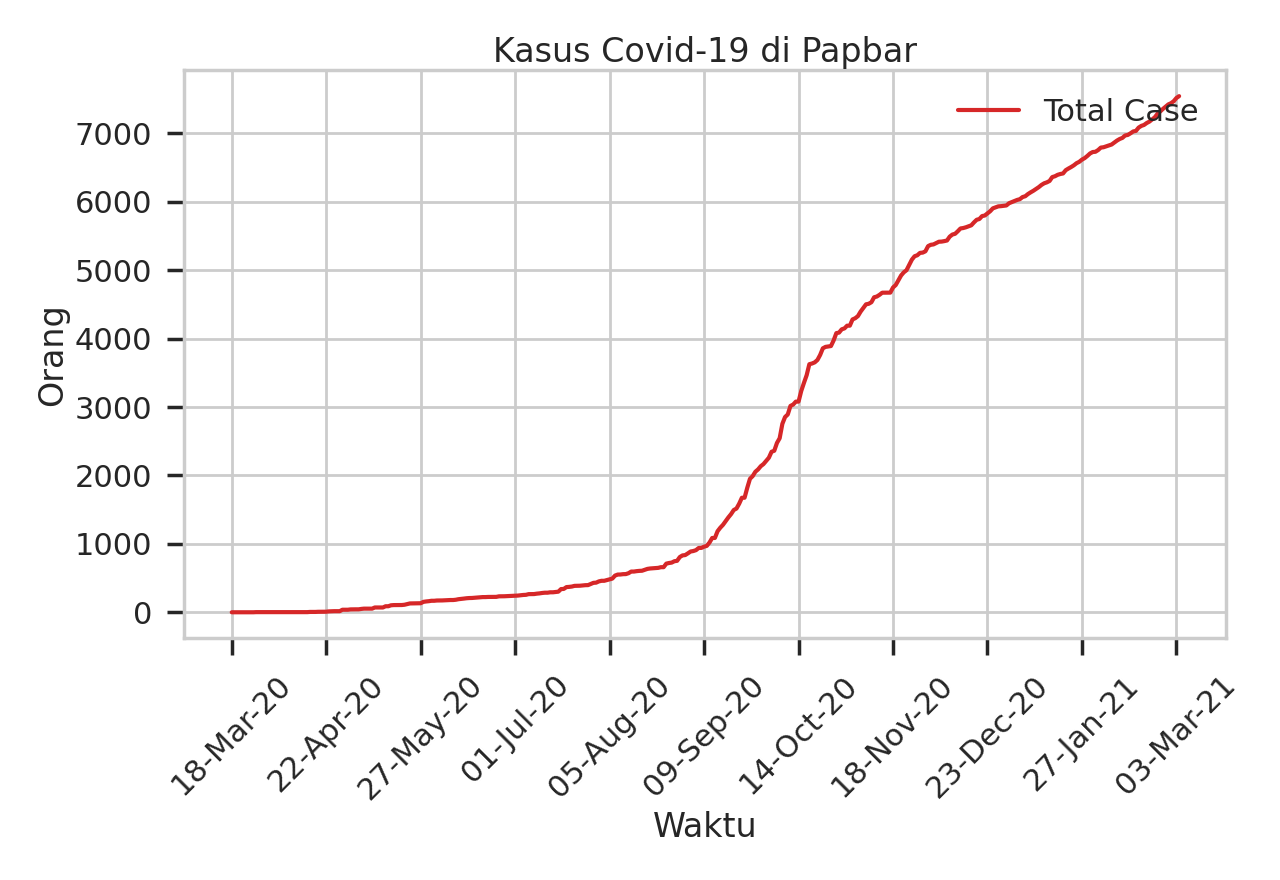 Kasus Covid-19 di Papbar
Total Case
7000
6000
5000
4000
3000
2000
1000
0
Orang
18-Mar-20
22-Apr-20
27-May-20
01-Jul-20
05-Aug-20
09-Sep-20
14-Oct-20
18-Nov-20
23-Dec-20
27-Jan-21
03-Mar-21
Waktu